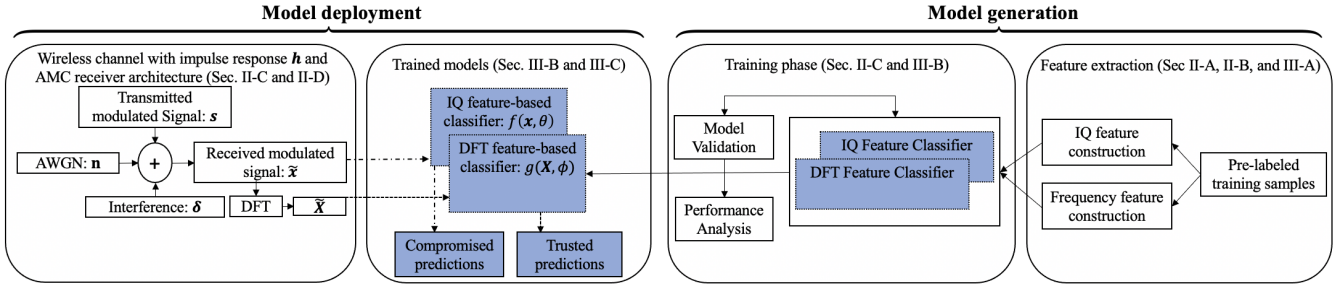 Model deployment
Model generation
Wireless channel with impulse response h and
AMC receiver architecture (Sec. II-C and II-D)
Transmitted
modulated Signal: s
AWGN: n
+
Received modulated
signal: x̃
Interference: δ
DFT
X̃
Trained models (Sec. III-B and III-C)
IQ feature-based
classifier: f(x, θ)
DFT feature-based
classifier: g(X, ϕ)
Compromised
predictions
Trusted
predictions
Training phase (Sec. II-C and III-B)
Model
Validation
Performance
Analysis
IQ Feature Classifier
DFT Feature Classifier
Feature extraction (Sec II-A, II-B, and III-A)
IQ feature
construction
Frequency feature
construction
Pre-labeled
training samples